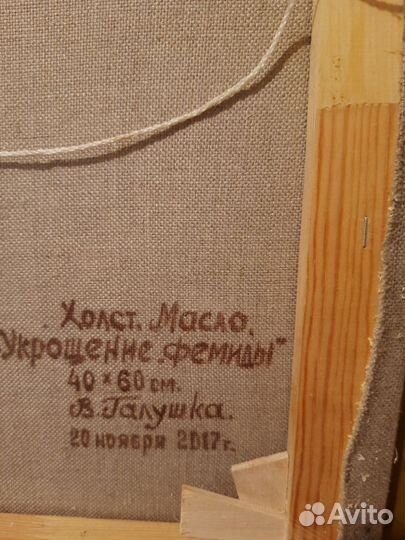 Холст. Масло.
"Укрощение Фемиды"
40 × 60 см.
В. Галушка.
20 ноября 2017 г.
Avito